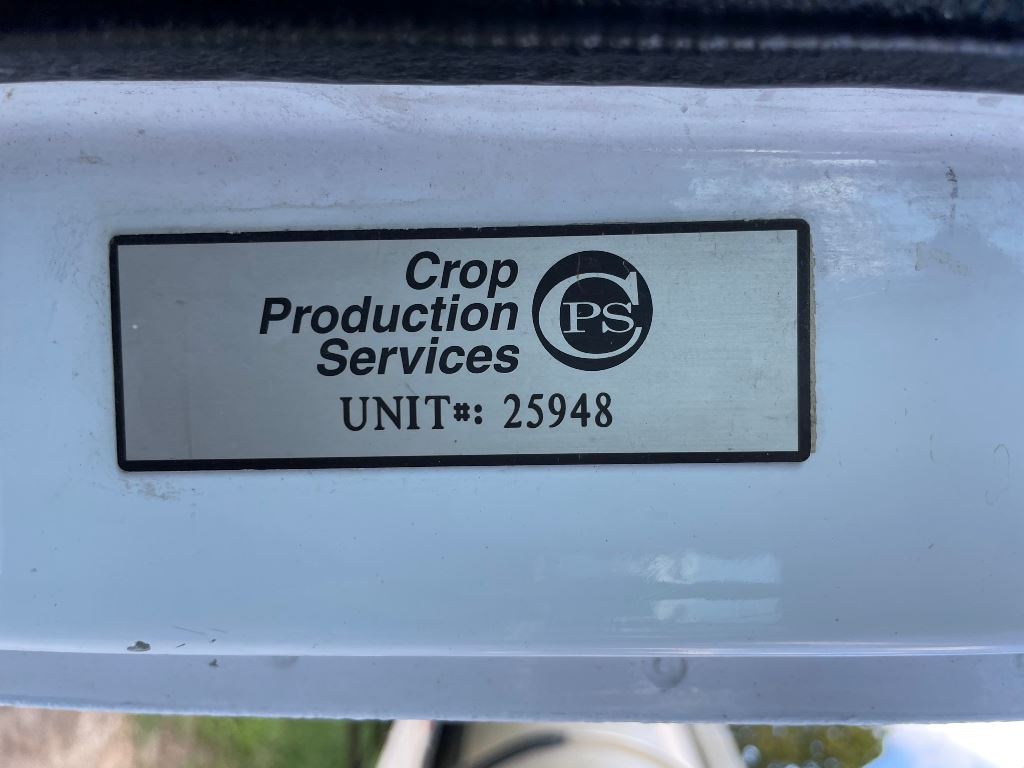 Crop
Production
Services
CPS
UNIT#: 25948